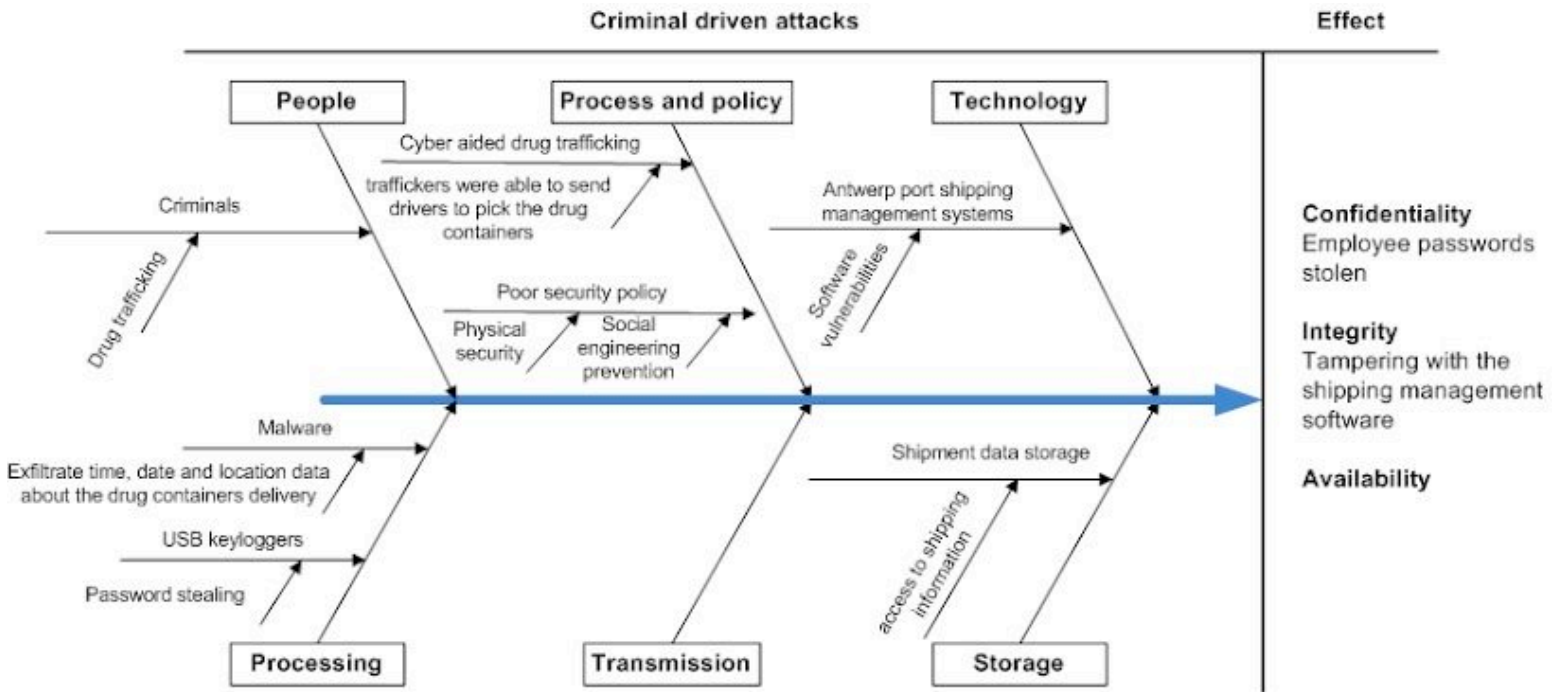 Criminal driven attacks
Effect
People
Process and policy
Technology
Cyber aided drug trafficking
traffickers were able to send
drivers to pick the drug
containers
Criminals
Drug trafficking
Antwerp port shipping
management systems
Software
vulnerabilities
Poor security policy
Physical
security
Social
engineering
prevention
Confidentiality
Employee passwords
stolen
Integrity
Tampering with the
shipping management
software
Availability
Malware
Exfiltrate time, date and location data
about the drug containers delivery
USB keyloggers
Password stealing
Shipment data storage
access to shipping
information
Processing
Transmission
Storage